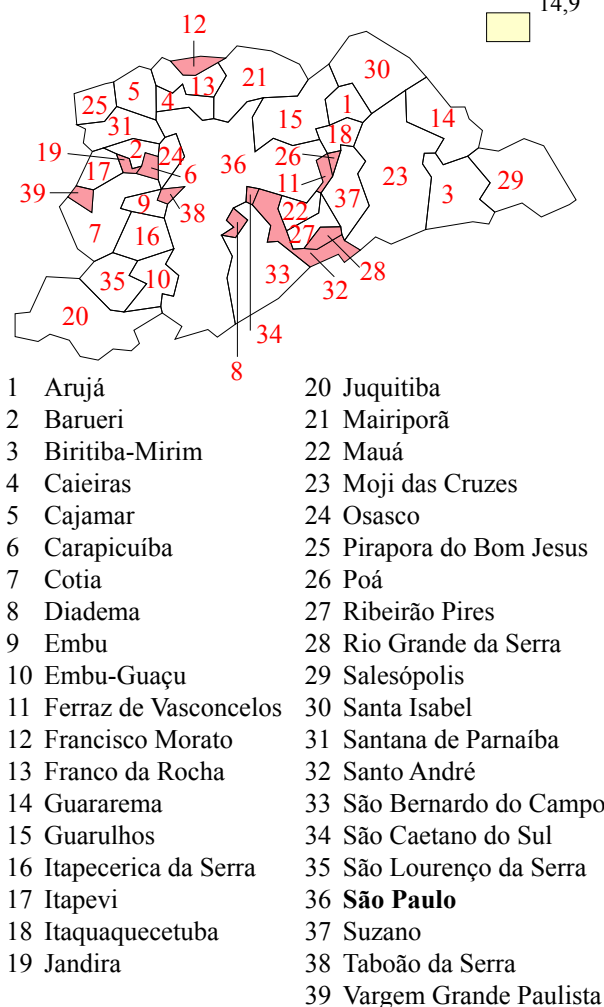 14,9
12
30
21
13
5
4
25
1
15
14
31
18
2
24
19
26
36
6
17
23
29
11
3
39
37
9
38
22
7
16
27
33
28
35
10
32
20
34
8
1 Arujá
2 Barueri
3 Biritiba-Mirim
4 Caieiras
5 Cajamar
6 Carapicuíba
7 Cotia
8 Diadema
9 Embu
10 Embu-Guaçu
11 Ferraz de Vasconcelos
12 Francisco Morato
13 Franco da Rocha
14 Guararema
15 Guarulhos
16 Itapecerica da Serra
17 Itapevi
18 Itaquaquecetuba
19 Jandira
20 Juquitiba
21 Mairiporã
22 Mauá
23 Moji das Cruzes
24 Osasco
25 Pirapora do Bom Jesus
26 Poá
27 Ribeirão Pires
28 Rio Grande da Serra
29 Salesópolis
30 Santa Isabel
31 Santana de Parnaíba
32 Santo André
33 São Bernardo do Campo
34 São Caetano do Sul
35 São Lourenço da Serra
36 São Paulo
37 Suzano
38 Taboão da Serra
39 Vargem Grande Paulista